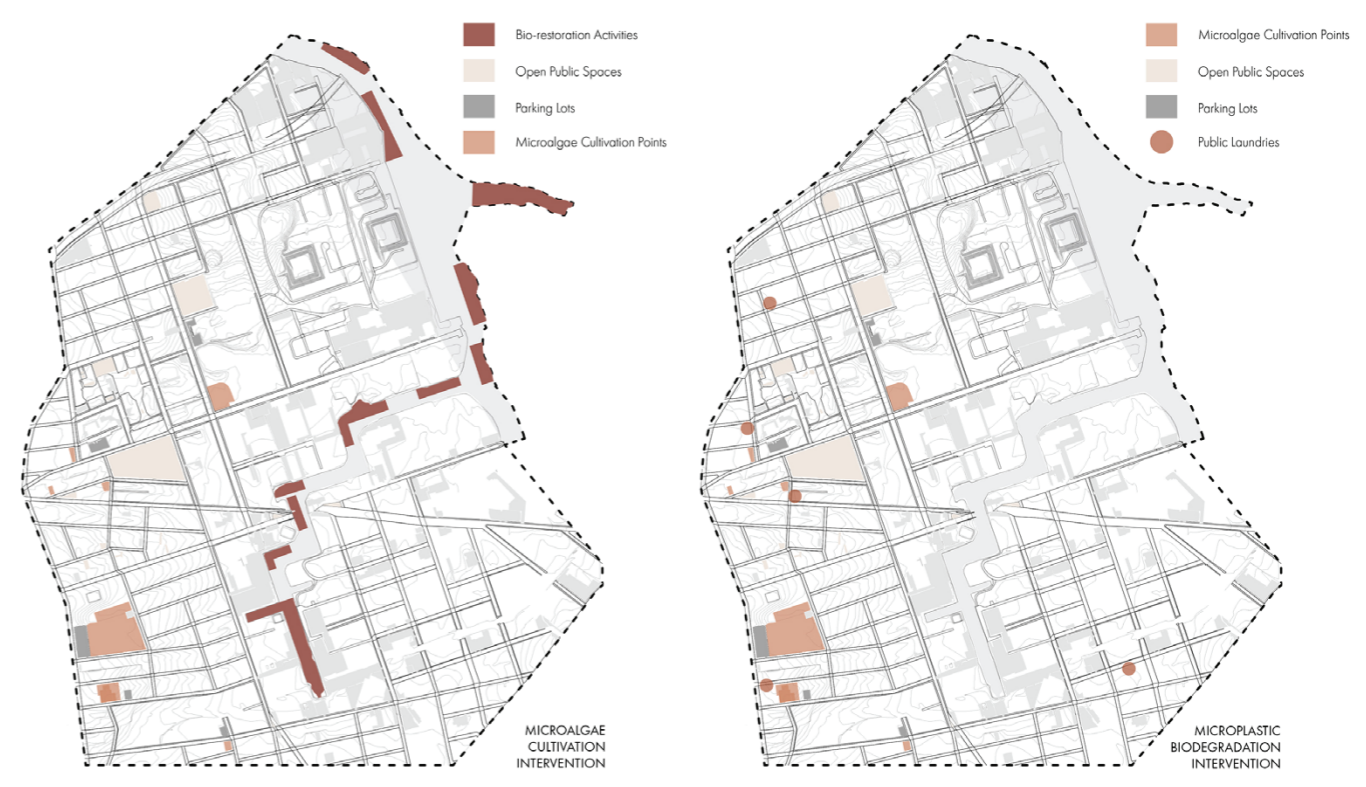 Bio-restoration Activities
Open Public Spaces
Parking Lots
Microalgae Cultivation Points
MICROALGAE
CULTIVATION
INTERVENTION
Microalgae Cultivation Points
Open Public Spaces
Parking Lots
Public Laundries
MICROPLASTIC
BIODEGRADATION
INTERVENTION